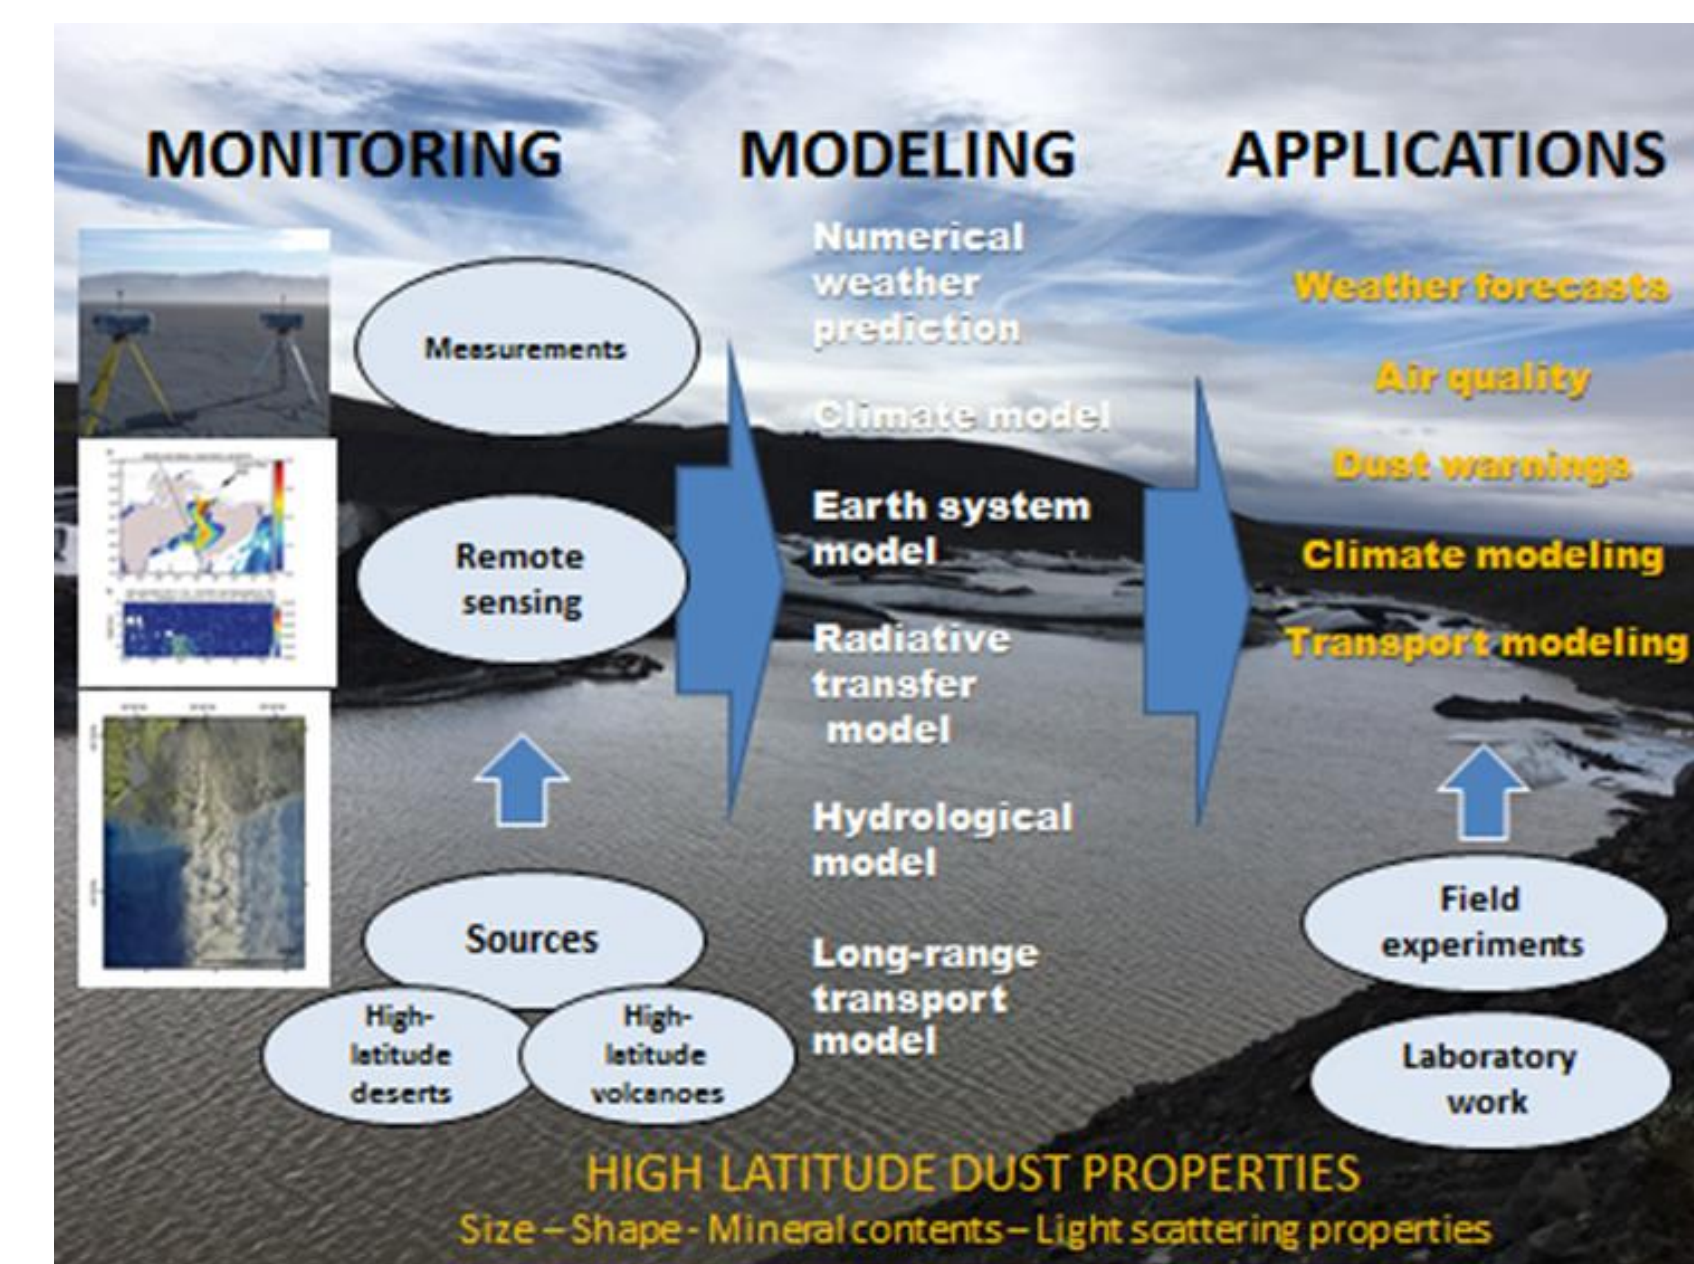 MONITORING
MODELING
APPLICATIONS
Measurements
Remote
sensing
Sources
High-
latitude
deserts
High-
latitude
volcanoes
Numerical
weather
prediction
Climate model
Earth system
model
Radiative
transfer
model
Hydrological
model
Long-range
transport
model
Weather forecasts
Air quality
Dust warnings
Climate modeling
Transport modeling
Field
experiments
Laboratory
work
HIGH LATITUDE DUST PROPERTIES
Size – Shape - Mineral contents – Light scattering properties